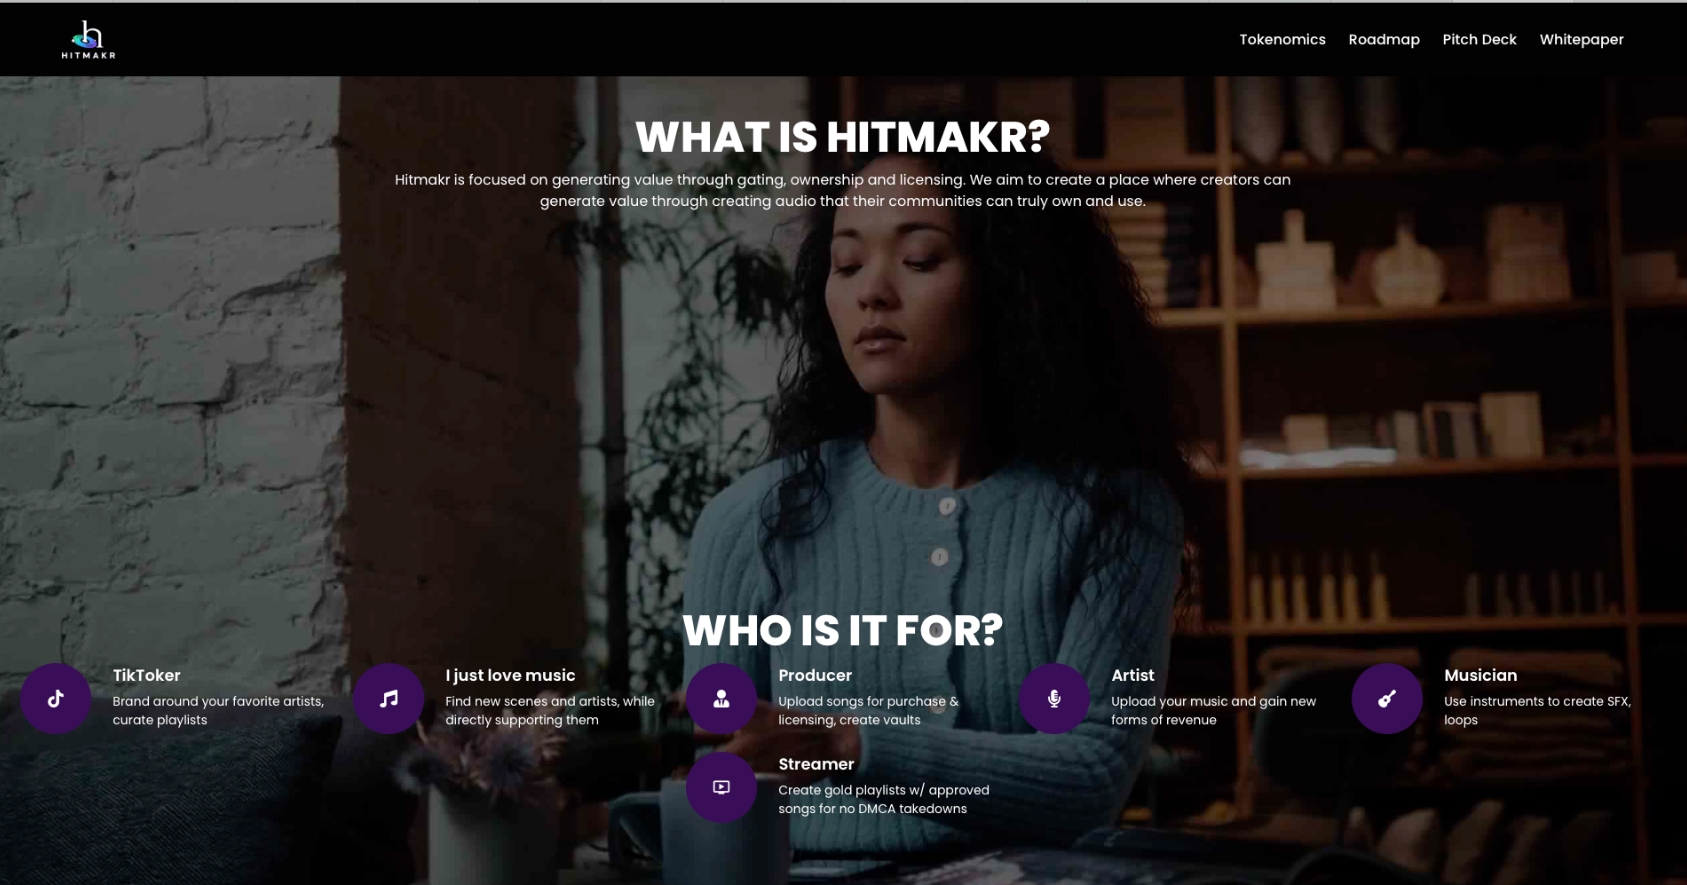 h
HITMAKR
Tokenomics Roadmap Pitch Deck Whitepaper
WHAT IS HITMAKR?
Hitmakr is focused on generating value through gating, ownership and licensing. We aim to create a place where creators can
generate value through creating audio that their communities can truly own and use.
WHO IS IT FOR?
TikToker
Brand around your favorite artists,
curate playlists
I just love music
Find new scenes and artists, while
directly supporting them
Producer
Upload songs for purchase &
licensing, create vaults
Artist
Upload your music and gain new
forms of revenue
Musician
Use instruments to create SFX,
loops
Streamer
Create gold playlists w/ approved
songs for no DMCA takedowns